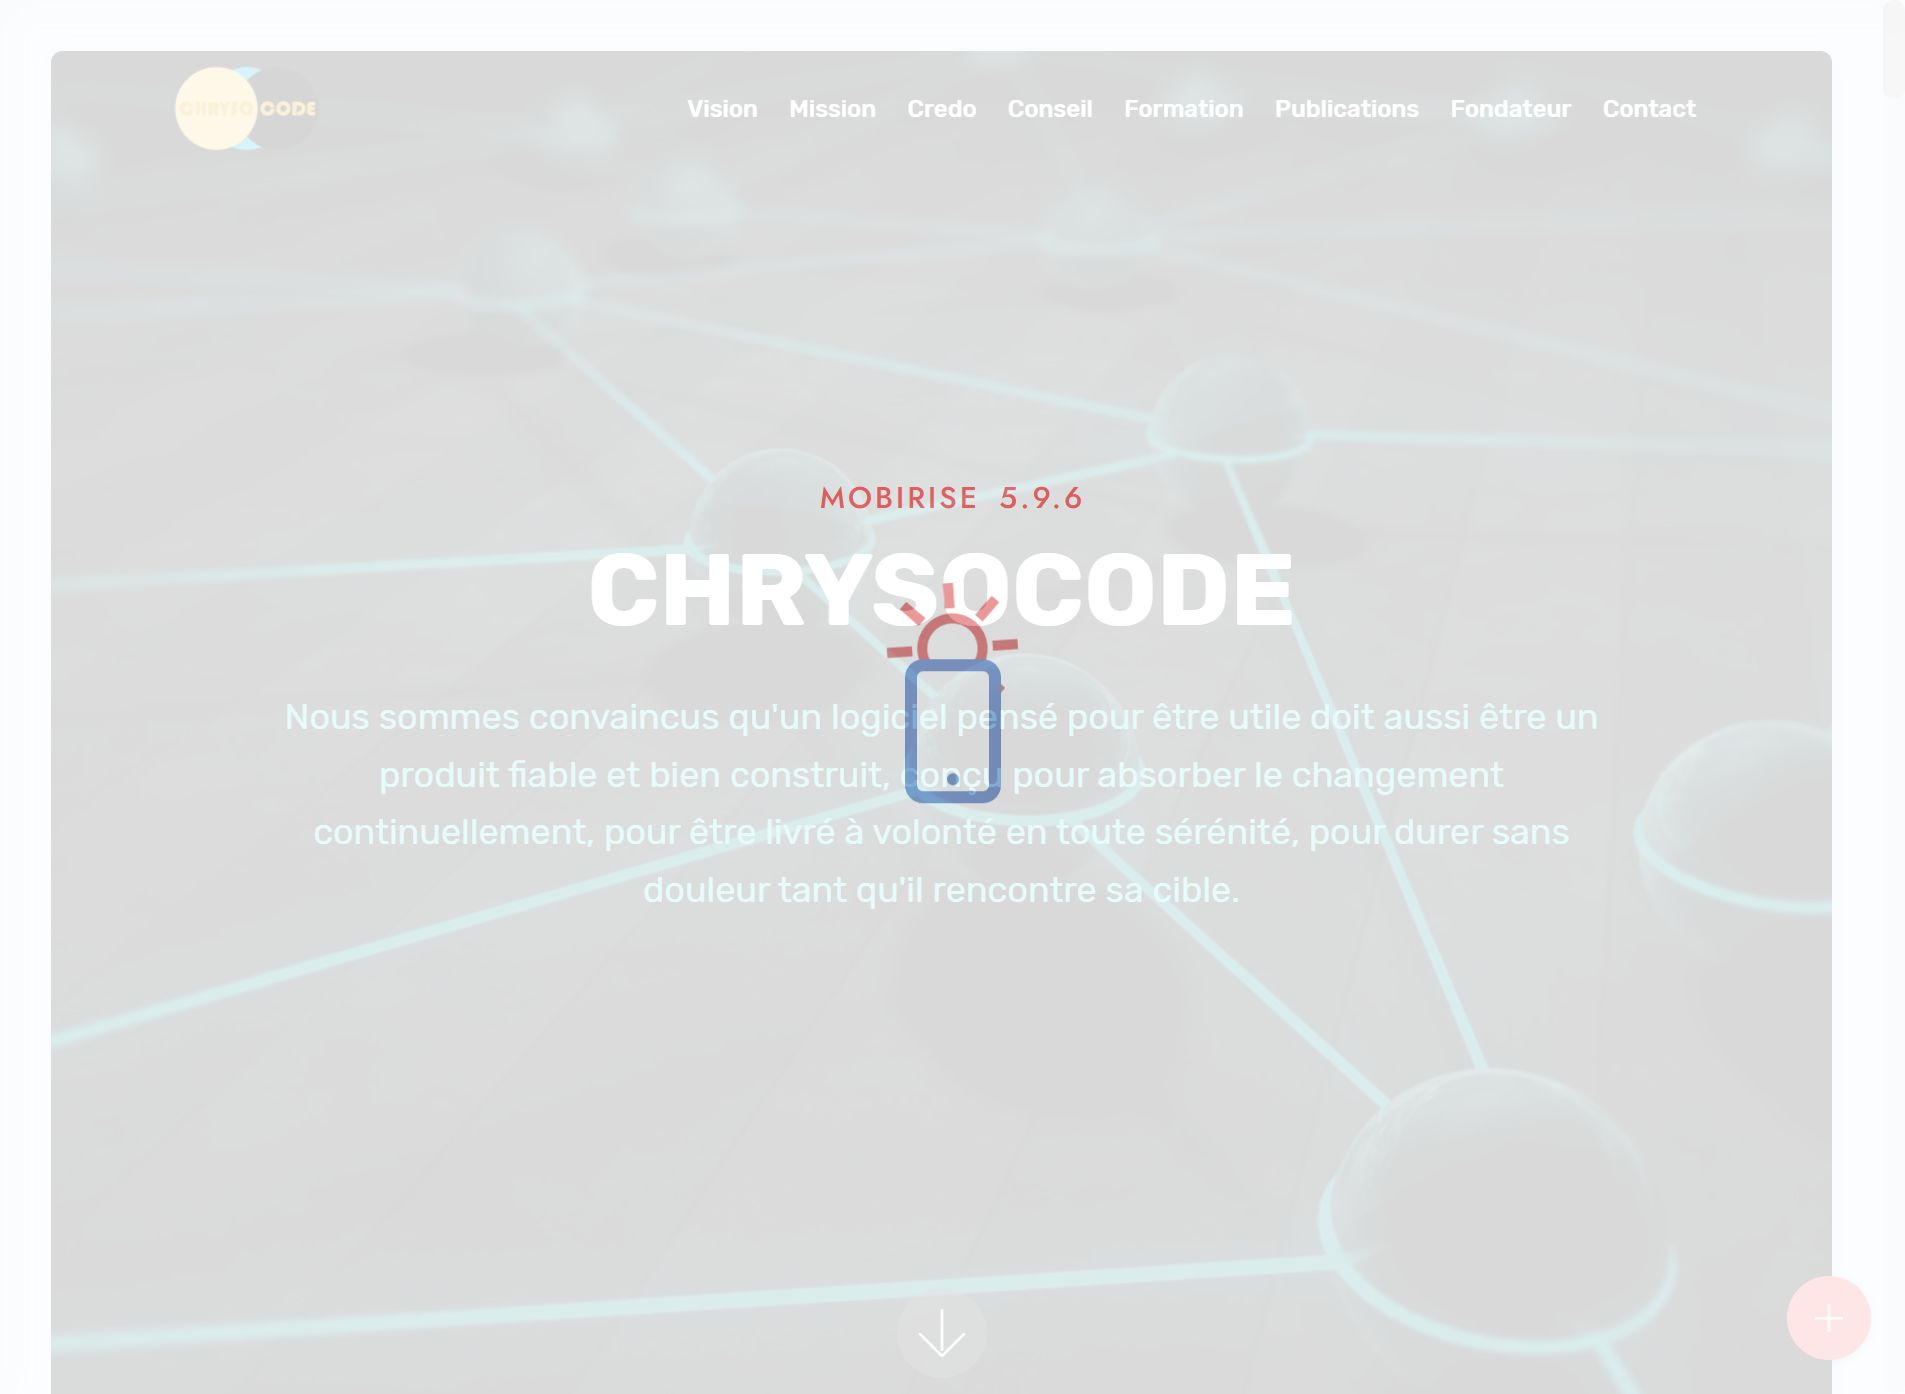 CHRYSO CODE
Vision Mission Credo Conseil Formation Publications Fondateur Contact
MOBIRISE 5.9.6
CHRYSOCODE
Nous sommes convaincus qu'un logiciel pensé pour être utile doit aussi être un
produit fiable et bien construit, conçu pour absorber le changement
continuellement, pour être livré à volonté en toute sérénité, pour durer sans
douleur tant qu'il rencontre sa cible.